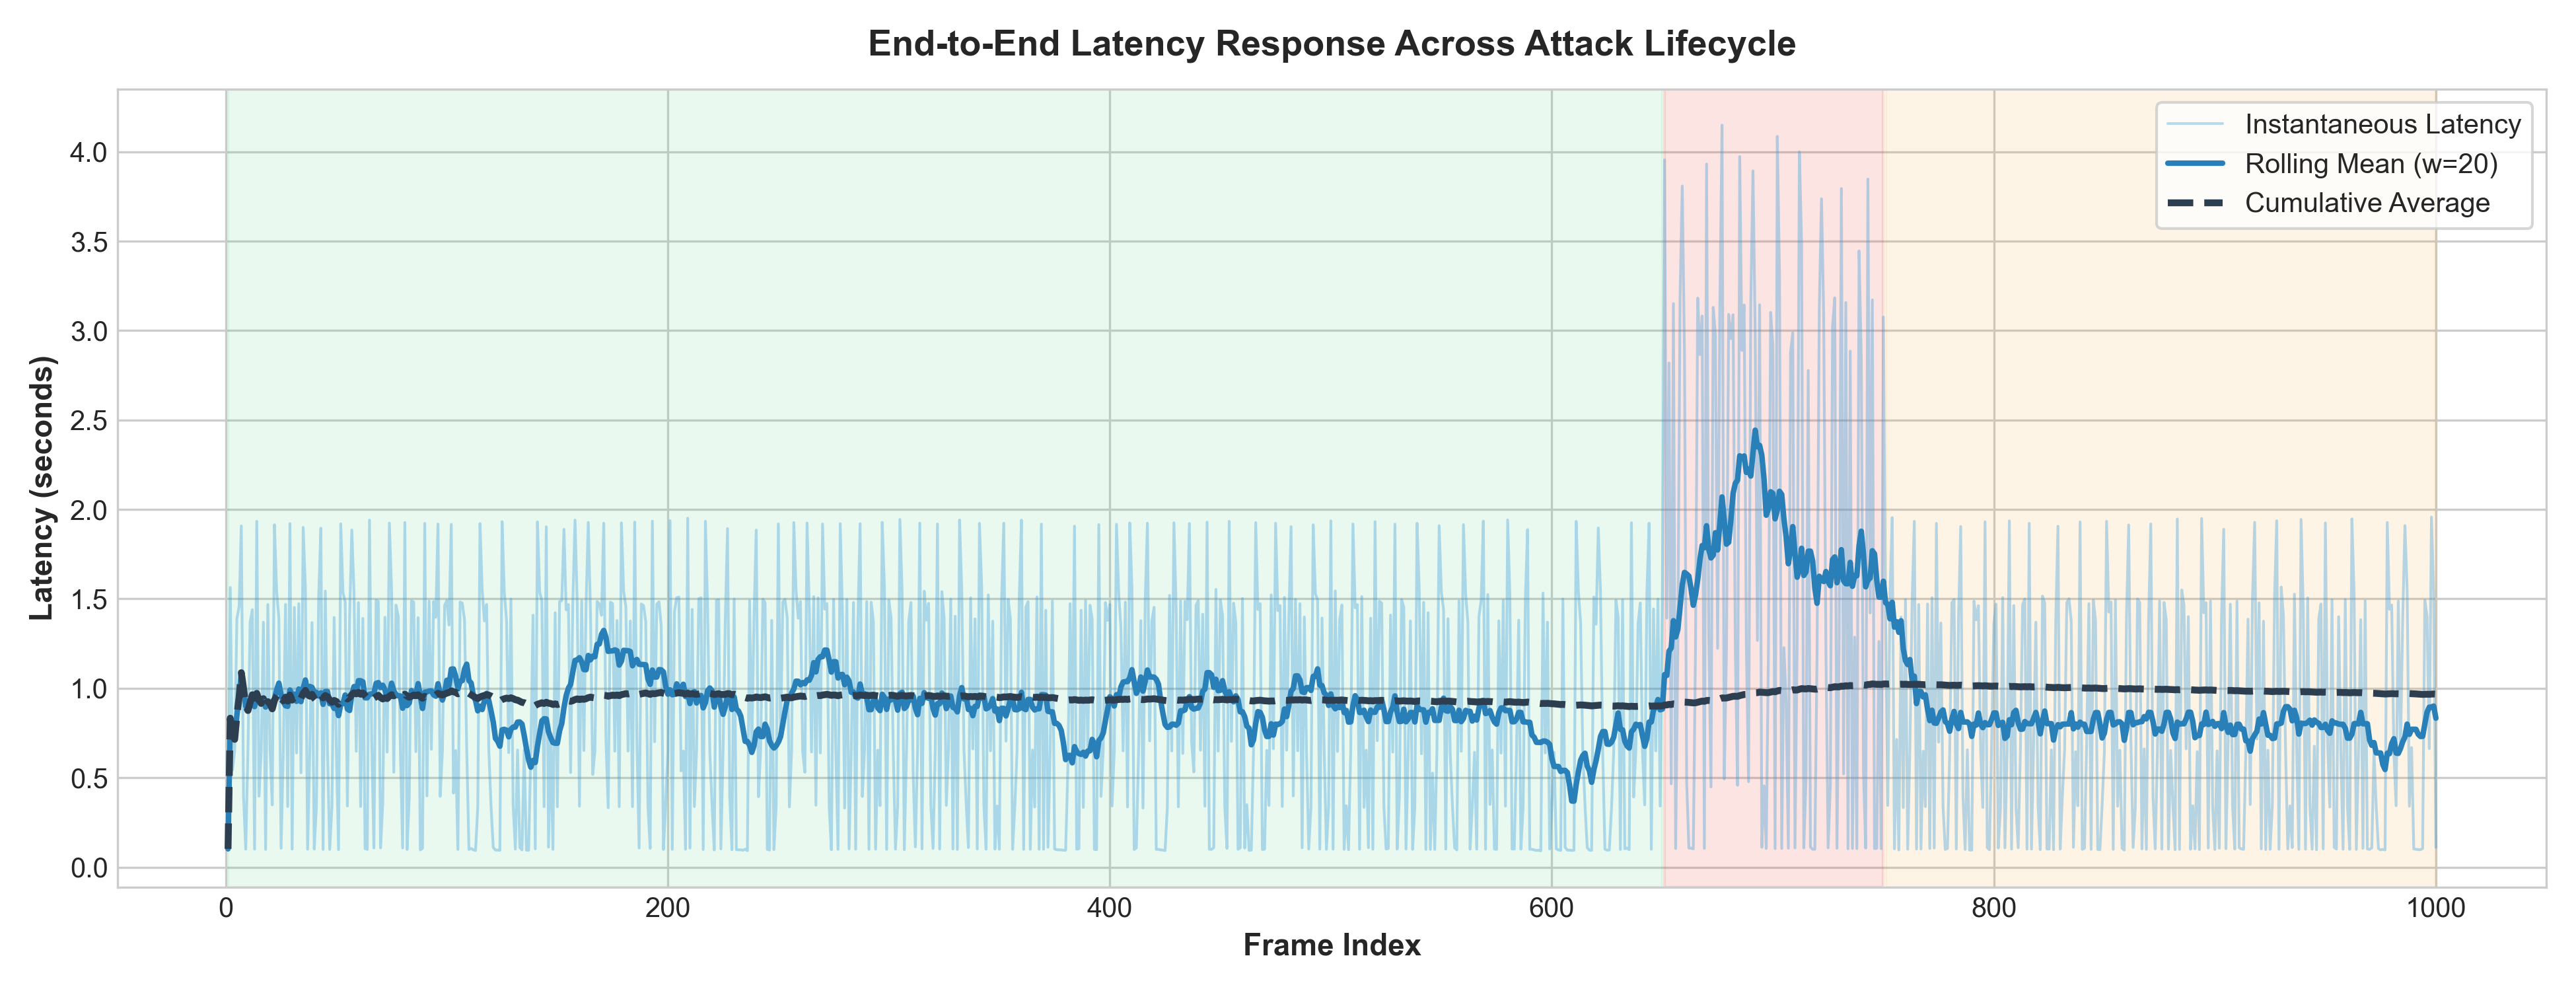 End-to-End Latency Response Across Attack Lifecycle
Instantaneous Latency
Rolling Mean (w=20)
Cumulative Average
Latency (seconds)
4.0
3.5
3.0
2.5
2.0
1.5
1.0
0.5
0.0
0 200 400 600 800 1000
Frame Index